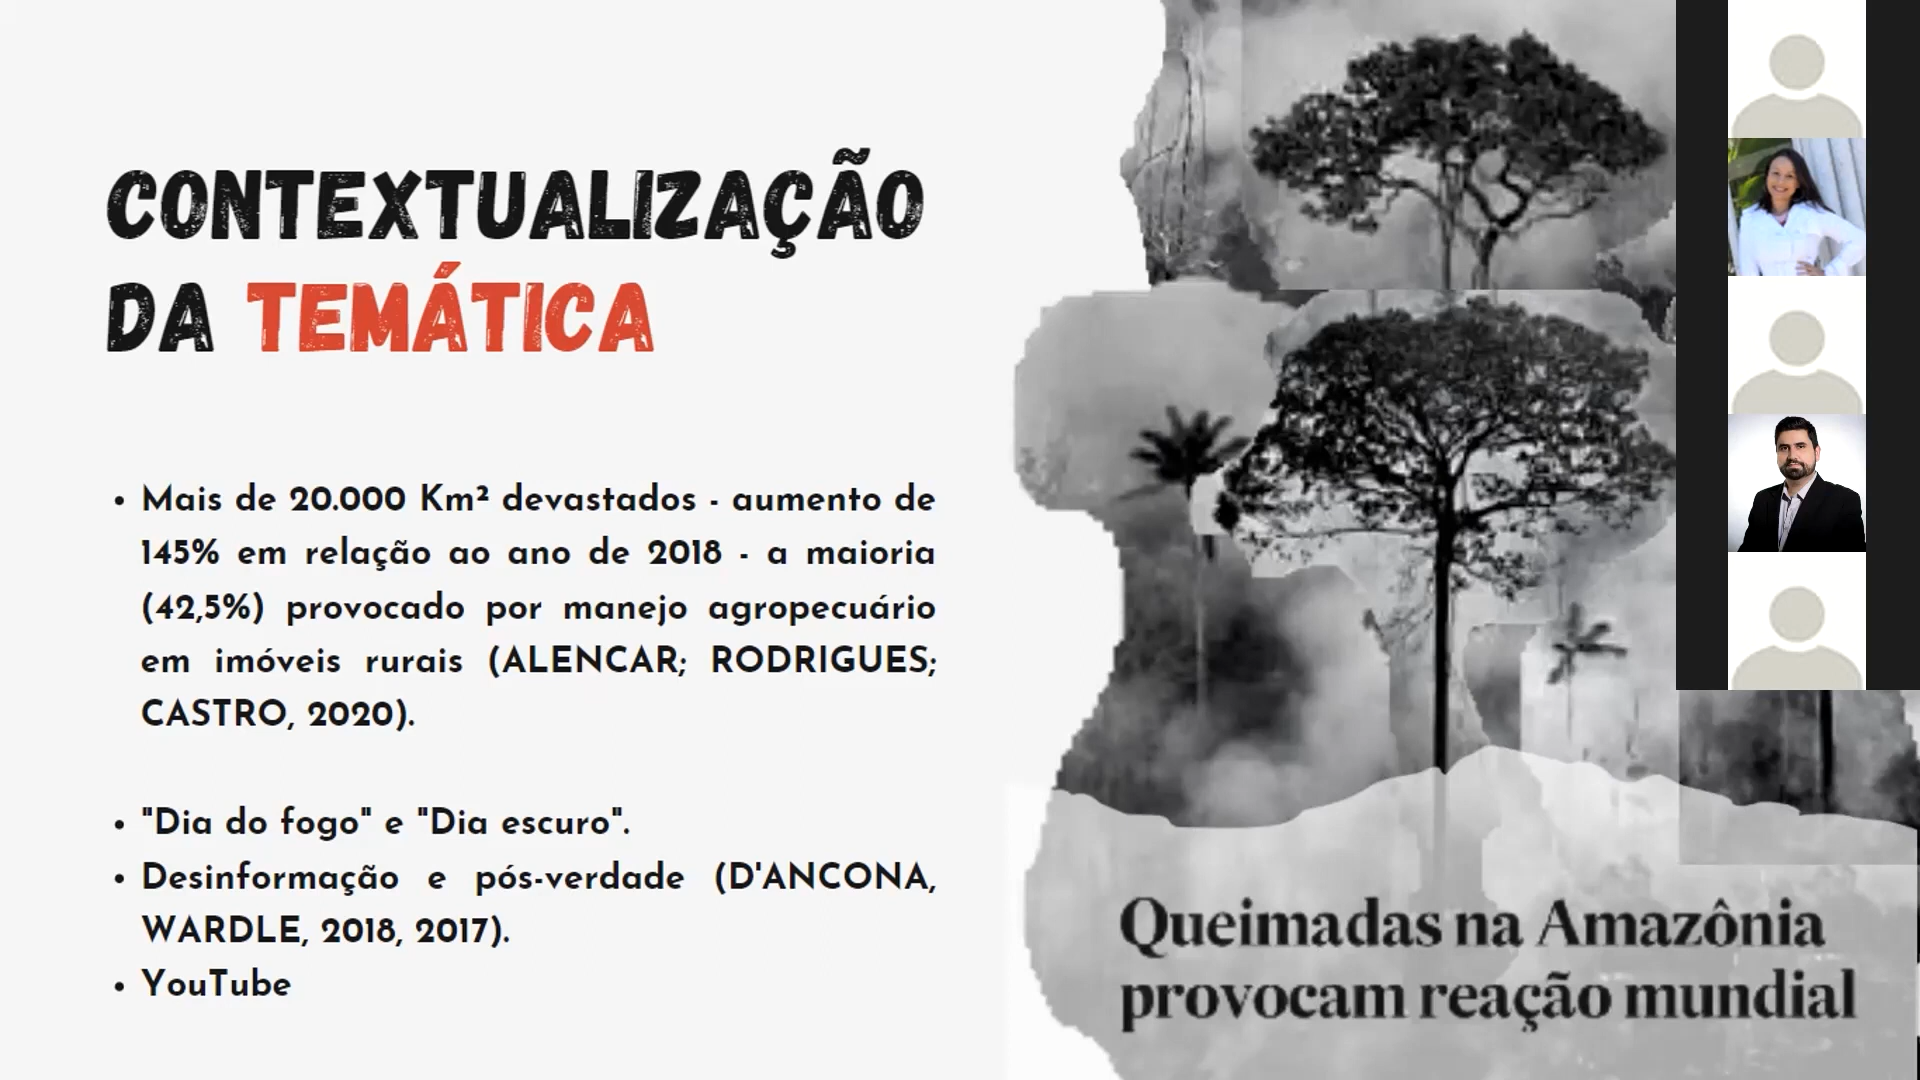 CONTEXTUALIZAÇÃO
DA TEMÁTICA
• Mais de 20.000 Km² devastados - aumento de
145% em relação ao ano de 2018 - a maioria
(42,5%) provocado por manejo agropecuário
em imóveis rurais (ALENCAR; RODRIGUES;
CASTRO, 2020).
• "Dia do fogo" e "Dia escuro".
• Desinformação e pós-verdade (D'ANCONA,
WARDLE, 2018, 2017).
• YouTube
Queimadas na Amazônia
provocam reação mundial